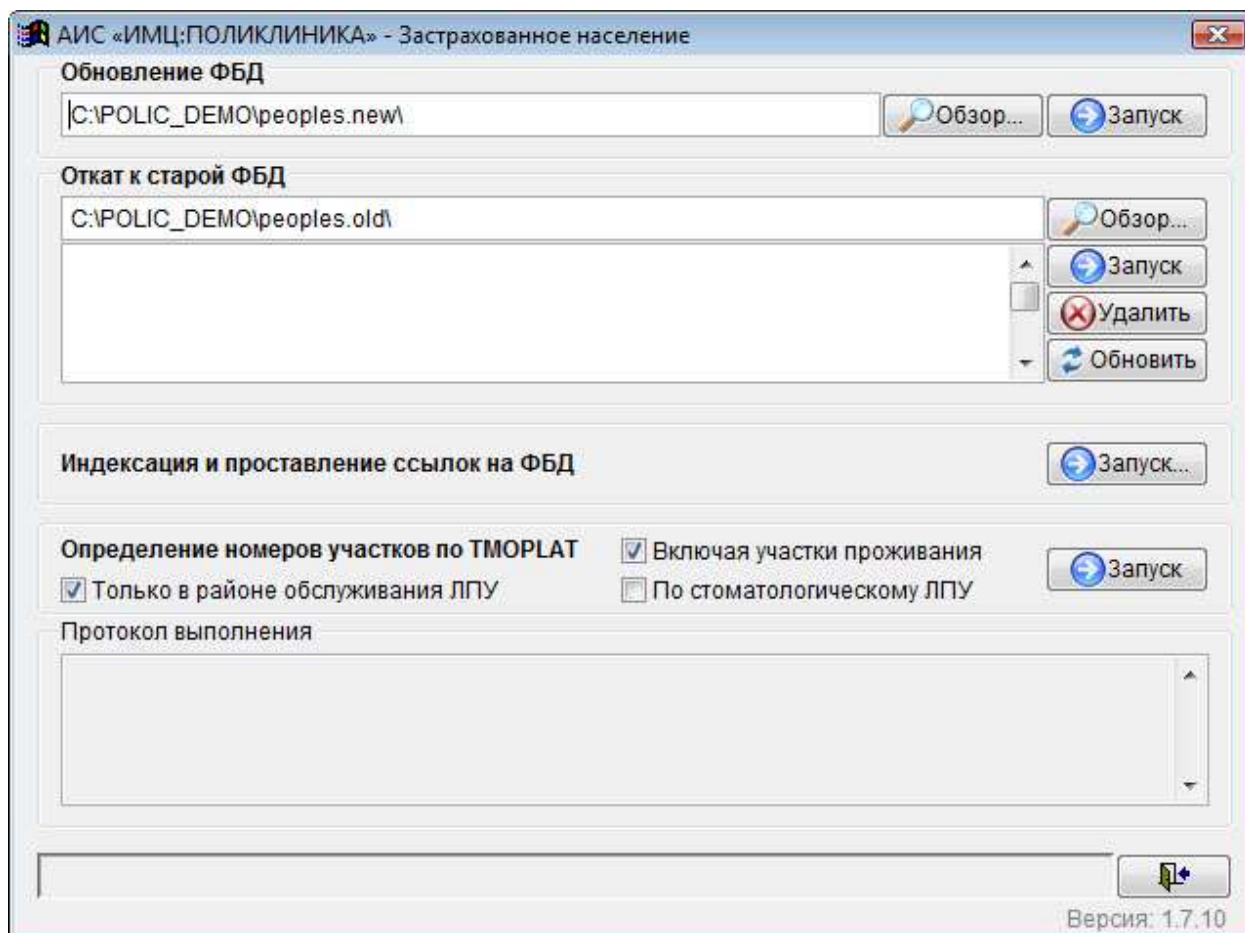 АИС «ИМЦ:ПОЛИКЛИНИКА» - Застрахованное население
Обновление ФБД
C:\POLIC_DEMO\peoples.new\ Обзор... Запуск
Откат к старой ФБД
C:\POLIC_DEMO\peoples.old\ Обзор...
Запуск
Удалить
Обновить
Индексация и проставление ссылок на ФБД Запуск...
Определение номеров участков по TMOPLAT Включая участки проживания Запуск
Только в районе обслуживания ЛПУ По стоматологическому ЛПУ
Протокол выполнения
Версия: 1.7.10